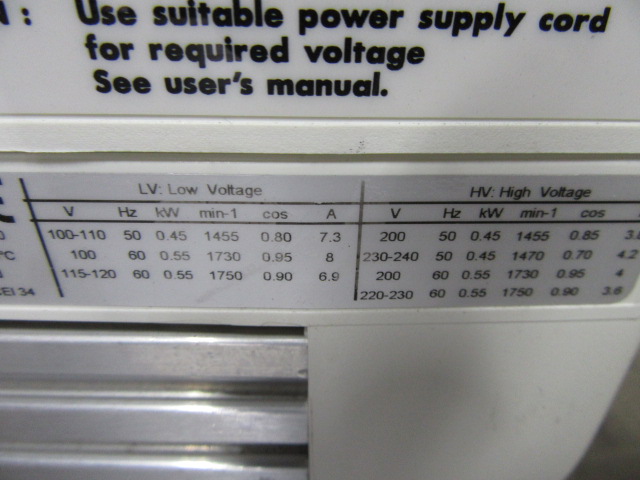 : Use suitable power supply cord
for required voltage
See user's manual.
LV: Low Voltage HV: High Voltage
V Hz kW min-1 cos A V Hz kW min-1 cos
100-110 50 0.45 1455 0.80 7.3 200 50 0.45 1455 0.85
°C 100 60 0.55 1730 0.95 8 230-240 50 0.45 1470 0.70 4.2
115-120 60 0.55 1750 0.90 6.9 200 60 0.55 1730 0.95 4
EI 34 220-230 60 0.55 1750 0.90 3.6